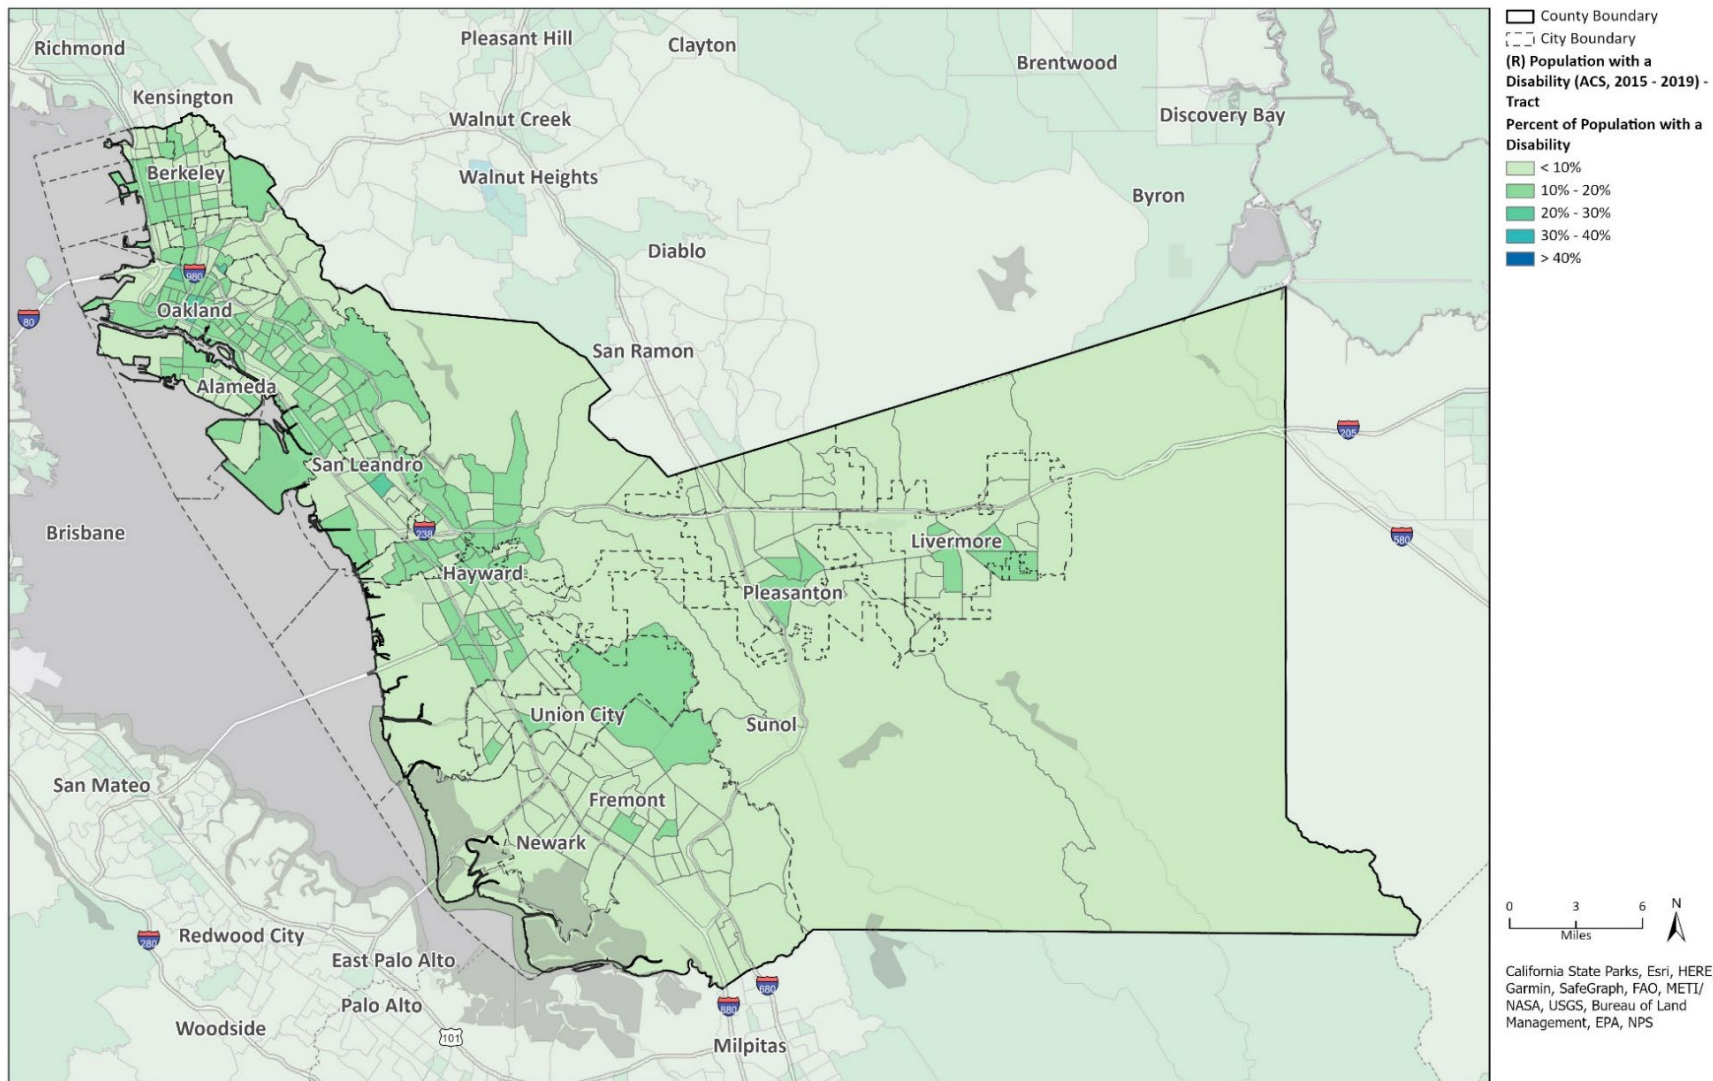 Richmond
Pleasant Hill
Clayton
Brentwood
Kensington
Walnut Creek
Discovery Bay
Berkeley
Walnut Heights
Byron
Diablo
980
80
Oakland
San Ramon
Alameda
205
San Leandro
Brisbane
238
580
Livermore
Hayward
Pleasanton
Union City
Sunol
San Mateo
Fremont
Newark
280
Redwood City
East Palo Alto
680
Palo Alto
880
Woodside
101
Milpitas
County Boundary
City Boundary
(R) Population with a
Disability (ACS, 2015 - 2019) -
Tract
Percent of Population with a
Disability
< 10%
10% - 20%
20% - 30%
30% - 40%
> 40%
0 3 6
Miles
N
California State Parks, Esri, HERE
Garmin, SafeGraph, FAO, METI/
NASA, USGS, Bureau of Land
Management, EPA, NPS